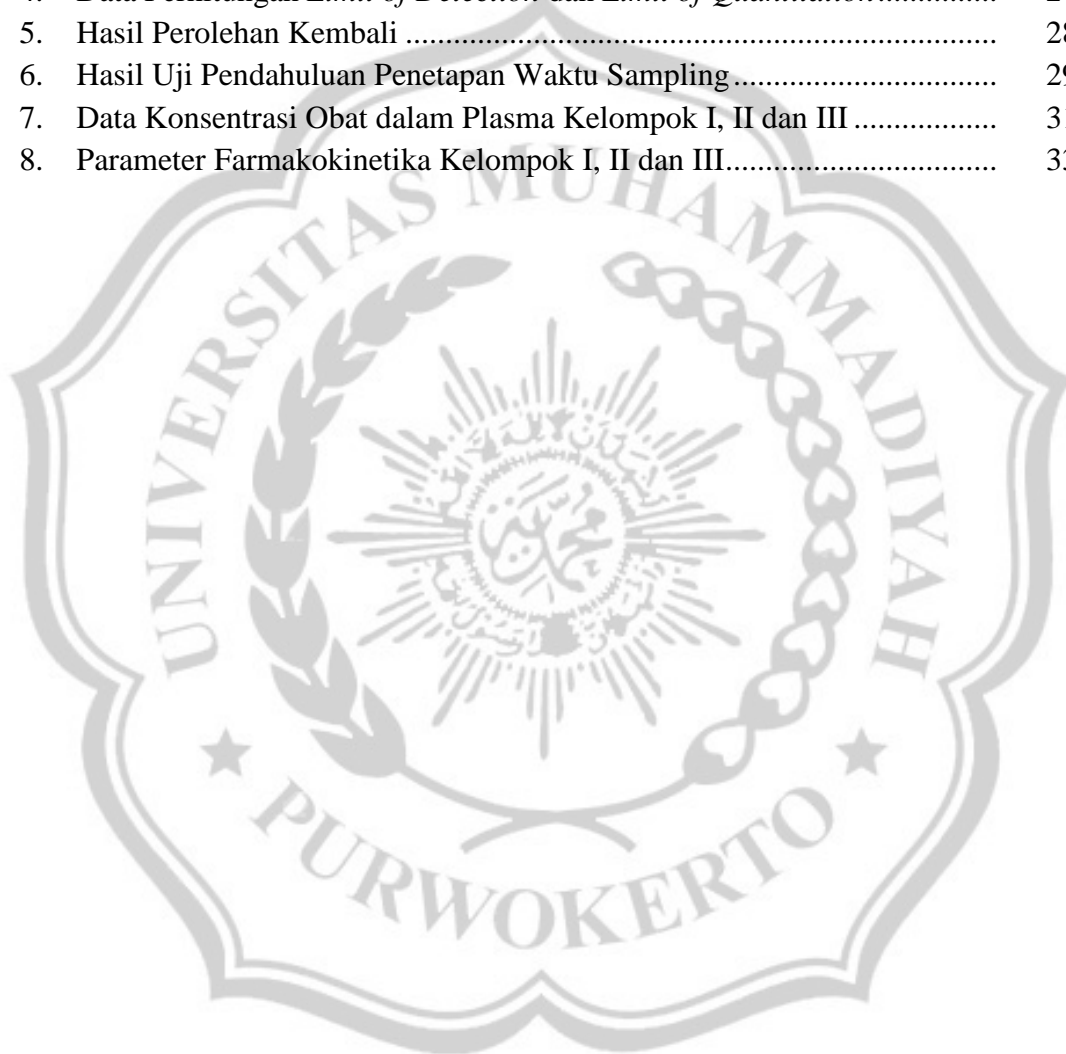 5. Hasil Perolehan Kembali ........................................................................... 28
6. Hasil Uji Pendahuluan Penetapan Waktu Sampling ................................. 29
7. Data Konsentrasi Obat dalam Plasma Kelompok I, II dan III .................. 31
8. Parameter Farmakokinetika Kelompok I, II dan III.................................. 33
UNIVERSITAS MUHAMMADIYAH
PURWOKERTO